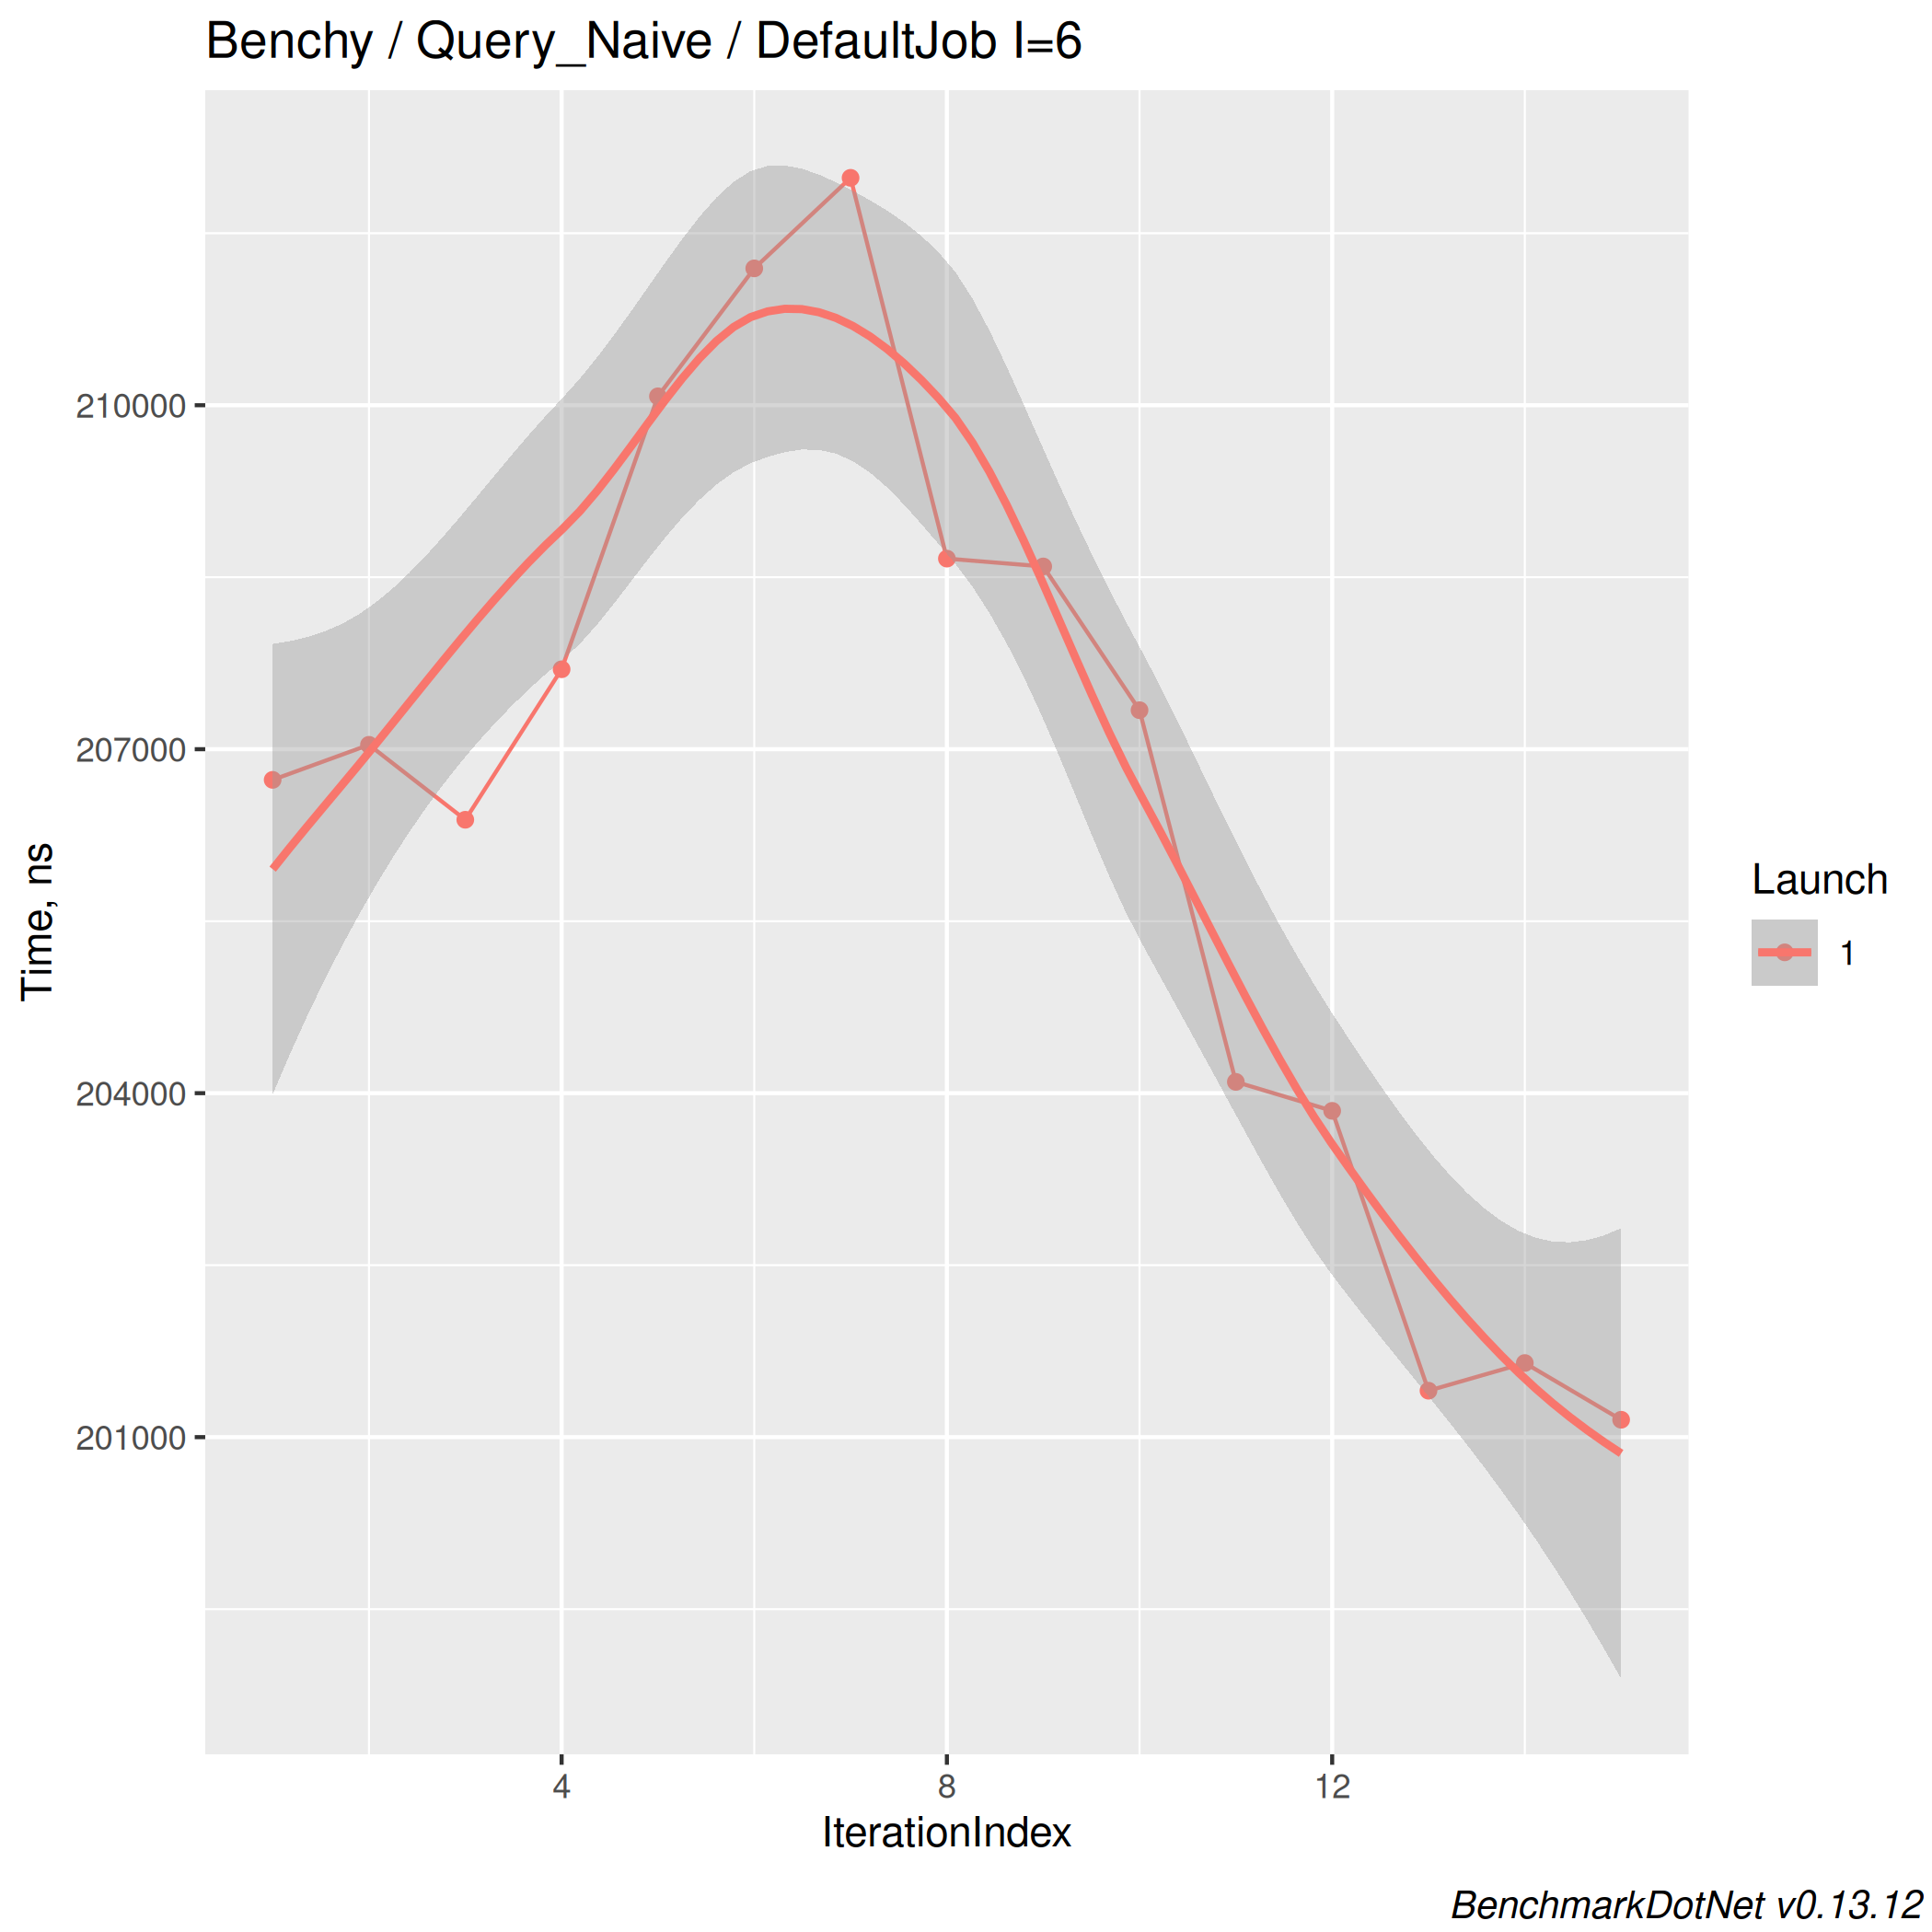 Benchy / Query_Naive / DefaultJob I=6
210000
207000
204000
201000
Time, ns
4
8
12
IterationIndex
Launch
1
BenchmarkDotNet v0.13.12